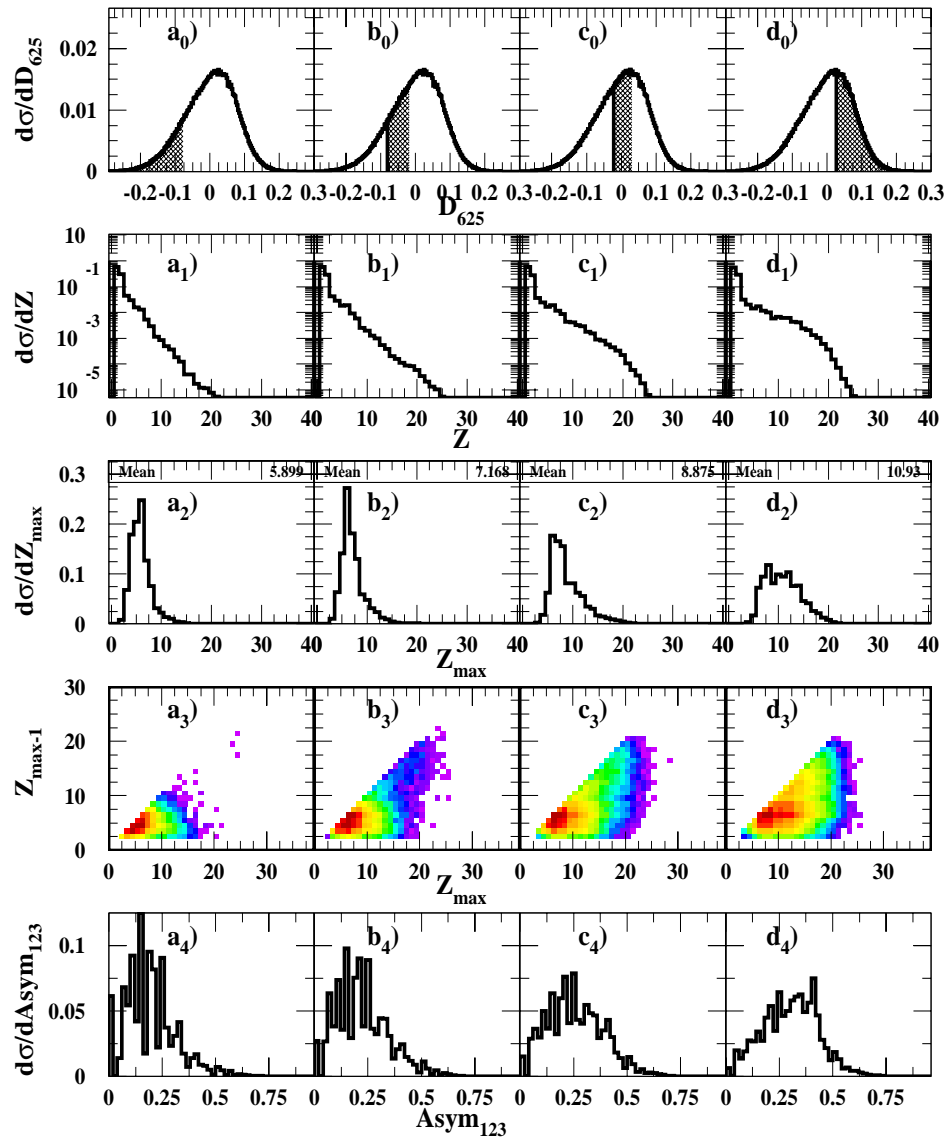 a0) b0) c0) d0)
dσ/dD625
0.02
0.01
0
-0.2 -0.1 0 0.1 0.2 0.3 -0.2 -0.1 0 0.1 0.2 0.3 -0.2 -0.1 0 0.1 0.2 0.3 -0.2 -0.1 0 0.1 0.2 0.3
D625
a1) b1) c1) d1)
dσ/dZ
10
10 -1
10 -3
10 -5
0 10 20 30 40 10 20 30 40 10 20 30 40 10 20 30 40
Z
Mean 5.899 Mean 7.168 Mean 8.875 Mean 10.93
a2) b2) c2) d2)
dσ/dZmax
0.3
0.2
0.1
0
0 10 20 30 0 10 20 30 0 10 20 30 0 10 20 30 40
Zmax
a3) b3) c3) d3)
Zmax-1
30
20
10
0
0 10 20 30 0 10 20 30 0 10 20 30 0 10 20 30
Zmax
a4) b4) c4) d4)
dσ/dAsym123
0.1
0.05
0
0 0.25 0.5 0.75 0 0.25 0.5 0.75 0 0.25 0.5 0.75 0 0.25 0.5 0.75
Asym123